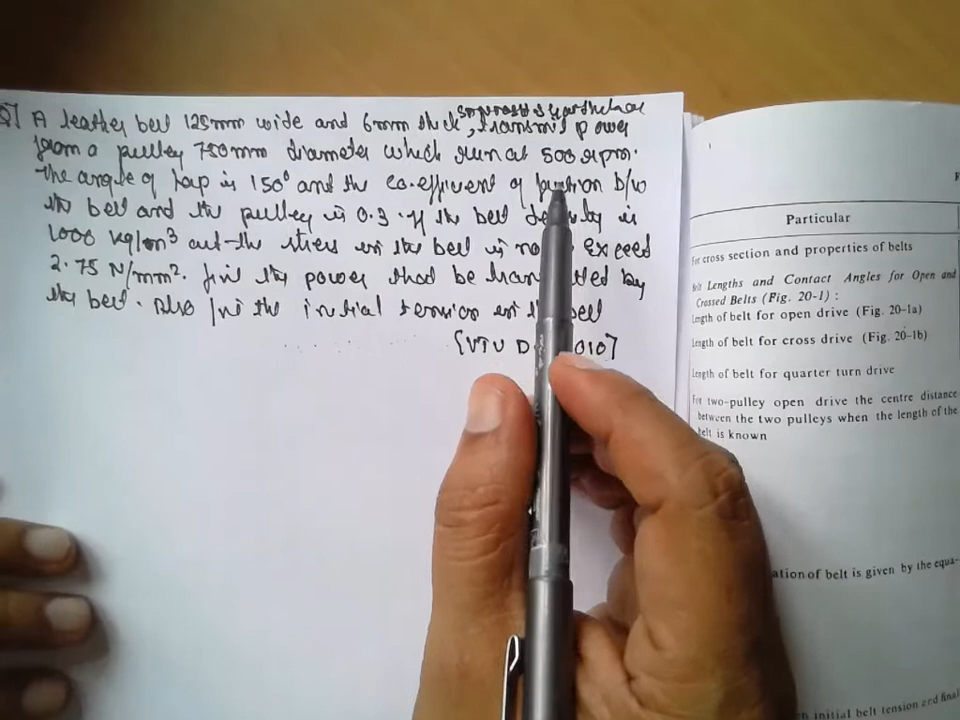 Q7 A leather belt 125mm wide and 6mm thick, transmit power
from a pulley 750mm diameter which run at 500 rpm.
the angle of lap is 150° and the co-efficient of friction b/w
the belt and the pulley is 0.3. If the belt density is
1000 kg/m³ and the stress in the belt is not exceed
2.75 N/mm². find the power that be transmitted by
the belt. Also find the initial tension in the belt
[VTU D 010]
Particular
For cross section and properties of belts
Belt Lengths and Contact Angles for Open and
Crossed Belts (Fig. 20-1) :
Length of belt for open drive (Fig. 20-1a)
Length of belt for cross drive (Fig. 20-1b)
Length of belt for quarter turn drive
For two-pulley open drive the centre distance
between the two pulleys when the length of the
belt is known
ation of belt is given by the equa-
initial belt tension and final